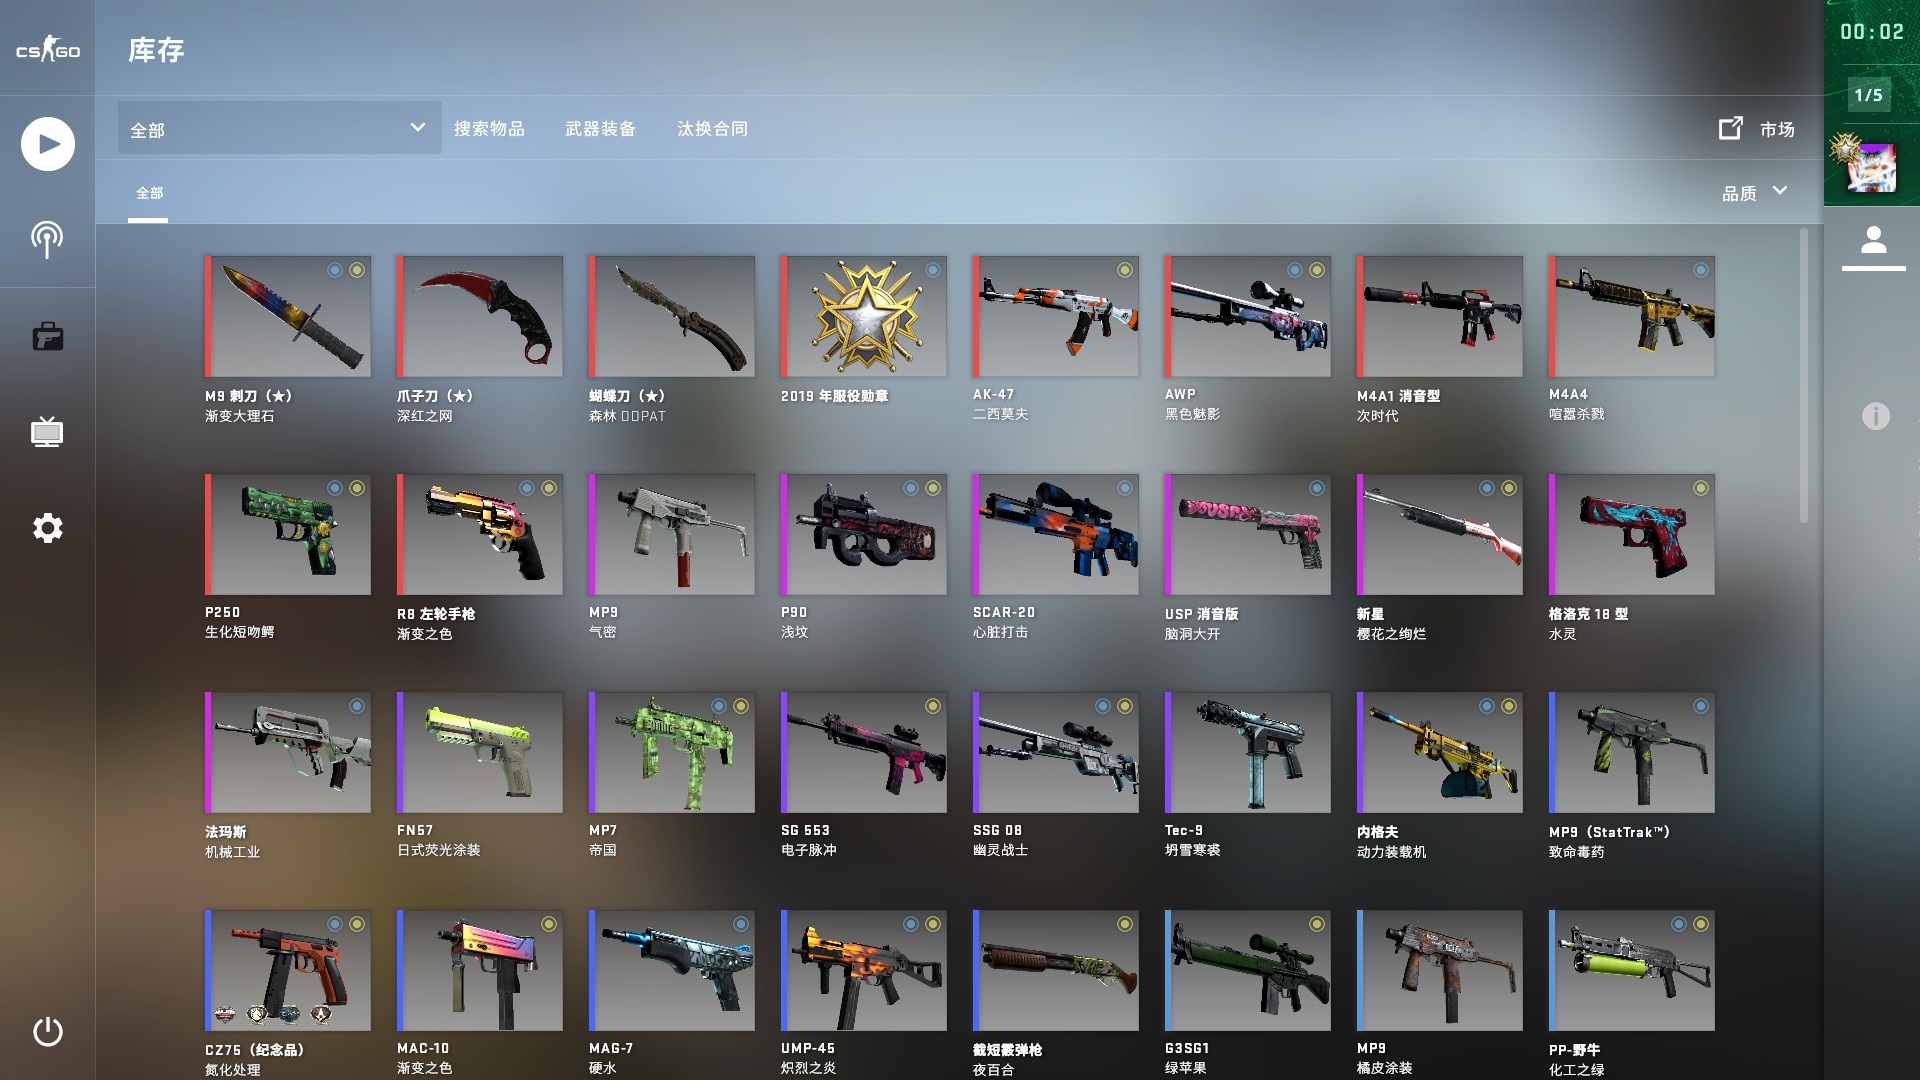 CS GO
库存
00:02
1/5
全部
搜索物品
武器装备
汰换合同
市场
全部
品质
M9 刺刀（★）
渐变大理石
爪子刀（★）
深红之网
蝴蝶刀（★）
森林 □□PAT
2019 年服役勋章
AK-47
二西莫夫
AWP
黑色魅影
M4A1 消音型
次时代
M4A4
喧嚣杀戮
P250
生化短吻鳄
R8 左轮手枪
渐变之色
MP9
气密
P90
浅坟
SCAR-20
心脏打击
USP 消音版
脑洞大开
新星
樱花之绚烂
格洛克 18 型
水灵
法玛斯
机械工业
FN57
日式荧光涂装
MP7
帝国
SG 553
电子脉冲
SSG 08
幽灵战士
Tec-9
坍雪寒裘
内格夫
动力装载机
MP9（StatTrak™）
致命毒药
CZ75（纪念品）
氮化处理
MAC-10
渐变之色
MAG-7
硬水
UMP-45
炽烈之炎
截短霰弹枪
夜百合
G3SG1
绿苹果
MP9
橘皮涂装
PP-野牛
化工之绿